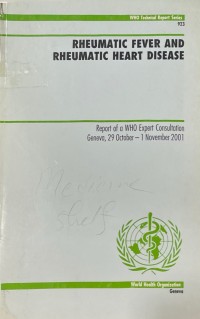 WHO Technical Report Series
923
RHEUMATIC FEVER AND
RHEUMATIC HEART DISEASE
Report of a WHO Expert Consultation
Geneva, 29 October – 1 November 2001
World Health Organization
Geneva